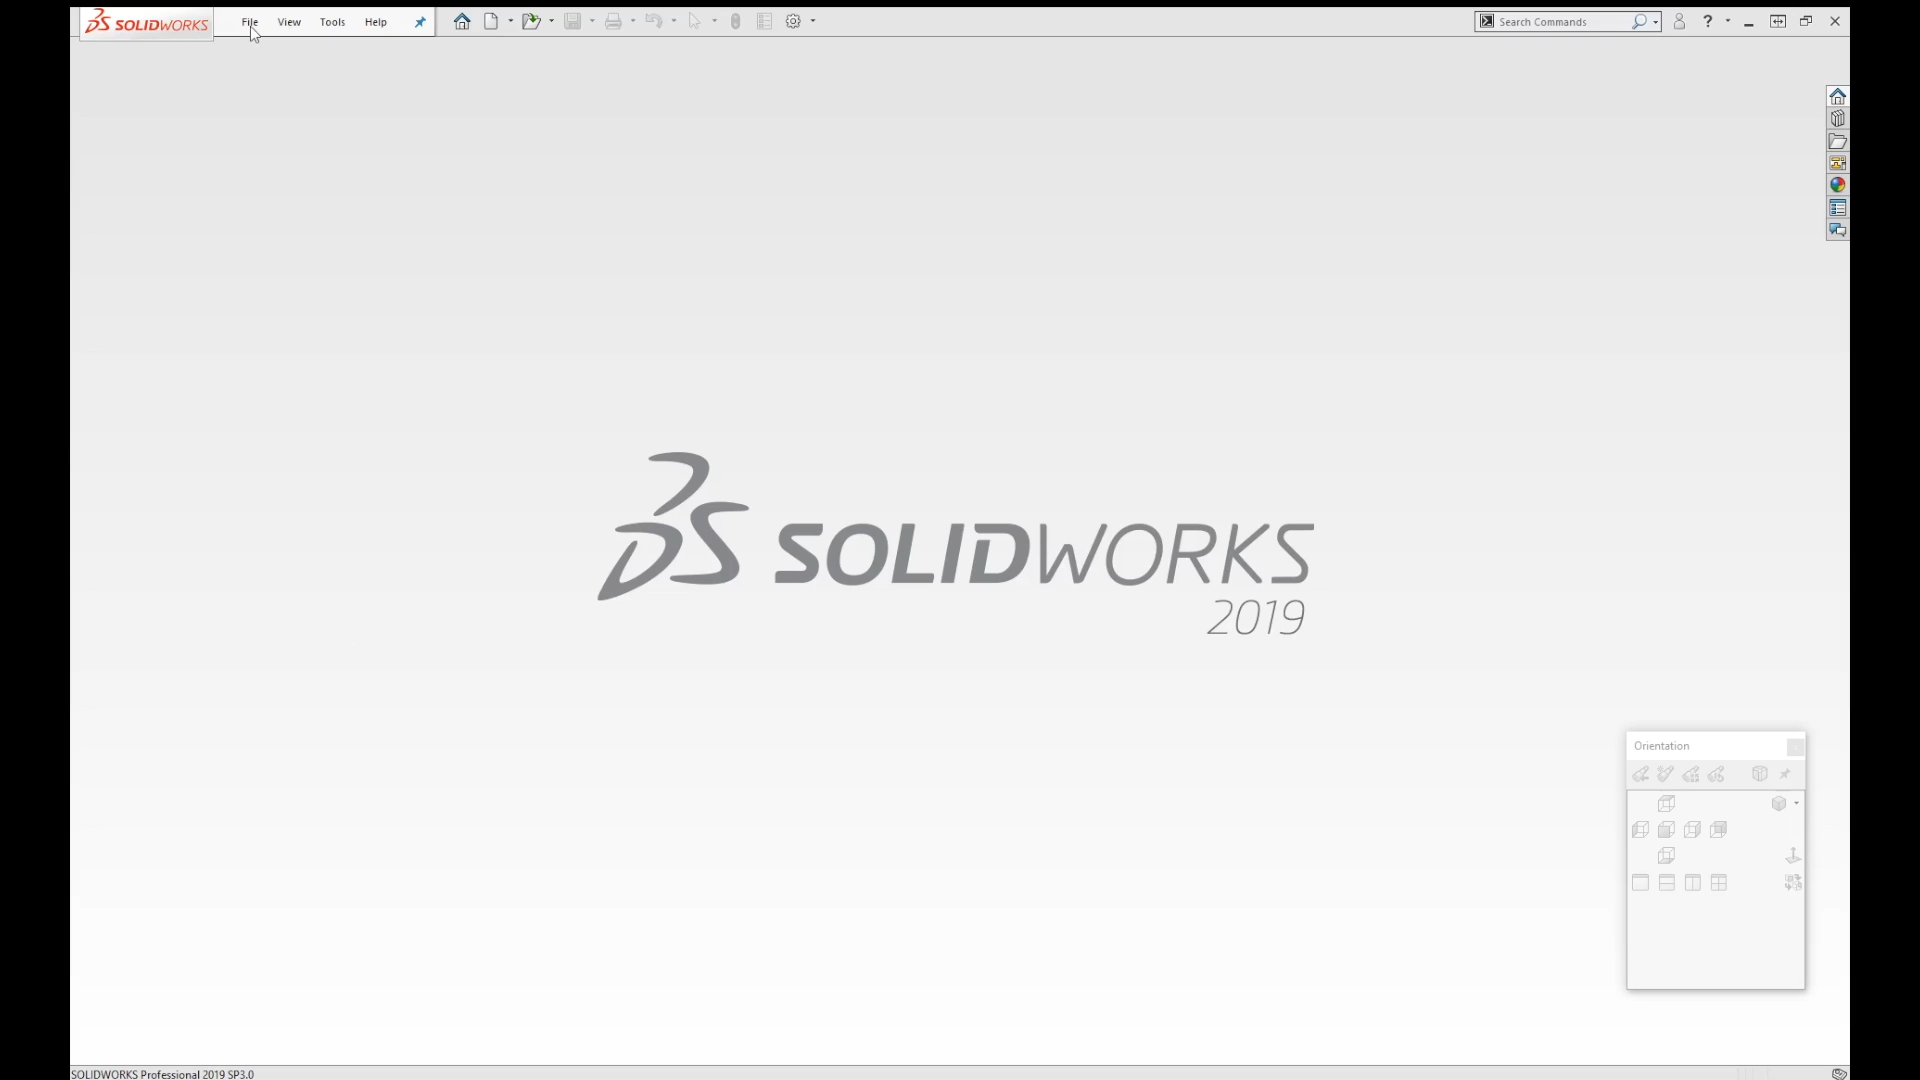 SOLIDWORKS File View Tools Help Search Commands ?
SOLIDWORKS
2019
Orientation
SOLIDWORKS Professional 2019 SP3.0